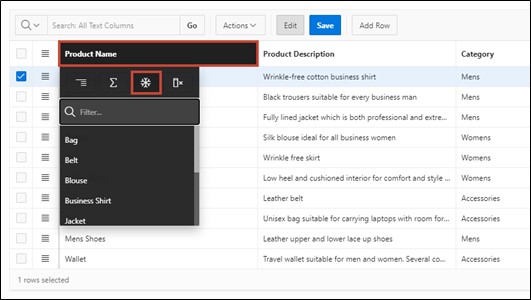 Search: All Text Columns Go Actions Edit Save Add Row
Product Name Product Description Category
Wrinkle-free cotton business shirt Mens
Black trousers suitable for every business man Mens
Filter...
Fully lined jacket which is both professional and extre... Mens
Bag
Silk blouse ideal for all business women Womens
Belt
Wrinkle free skirt Womens
Blouse
Low heel and cushioned interior for comfort and style ... Womens
Business Shirt
Leather belt Accessories
Jacket
Unisex bag suitable for carrying laptops with room for... Accessories
Mens Shoes Leather upper and lower lace up shoes Mens
Wallet Travel wallet suitable for men and women. Several co... Accessories
1 rows selected